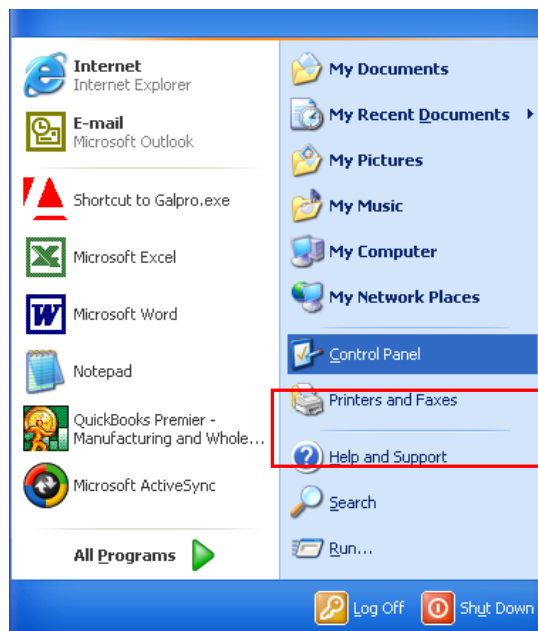 Internet
Internet Explorer
E-mail
Microsoft Outlook
Shortcut to Galpro.exe
Microsoft Excel
Microsoft Word
Notepad
QuickBooks Premier -
Manufacturing and Whole...
Microsoft ActiveSync
All Programs
My Documents
My Recent Documents
My Pictures
My Music
My Computer
My Network Places
Control Panel
Printers and Faxes
Help and Support
Search
Run...
Log Off
Shut Down